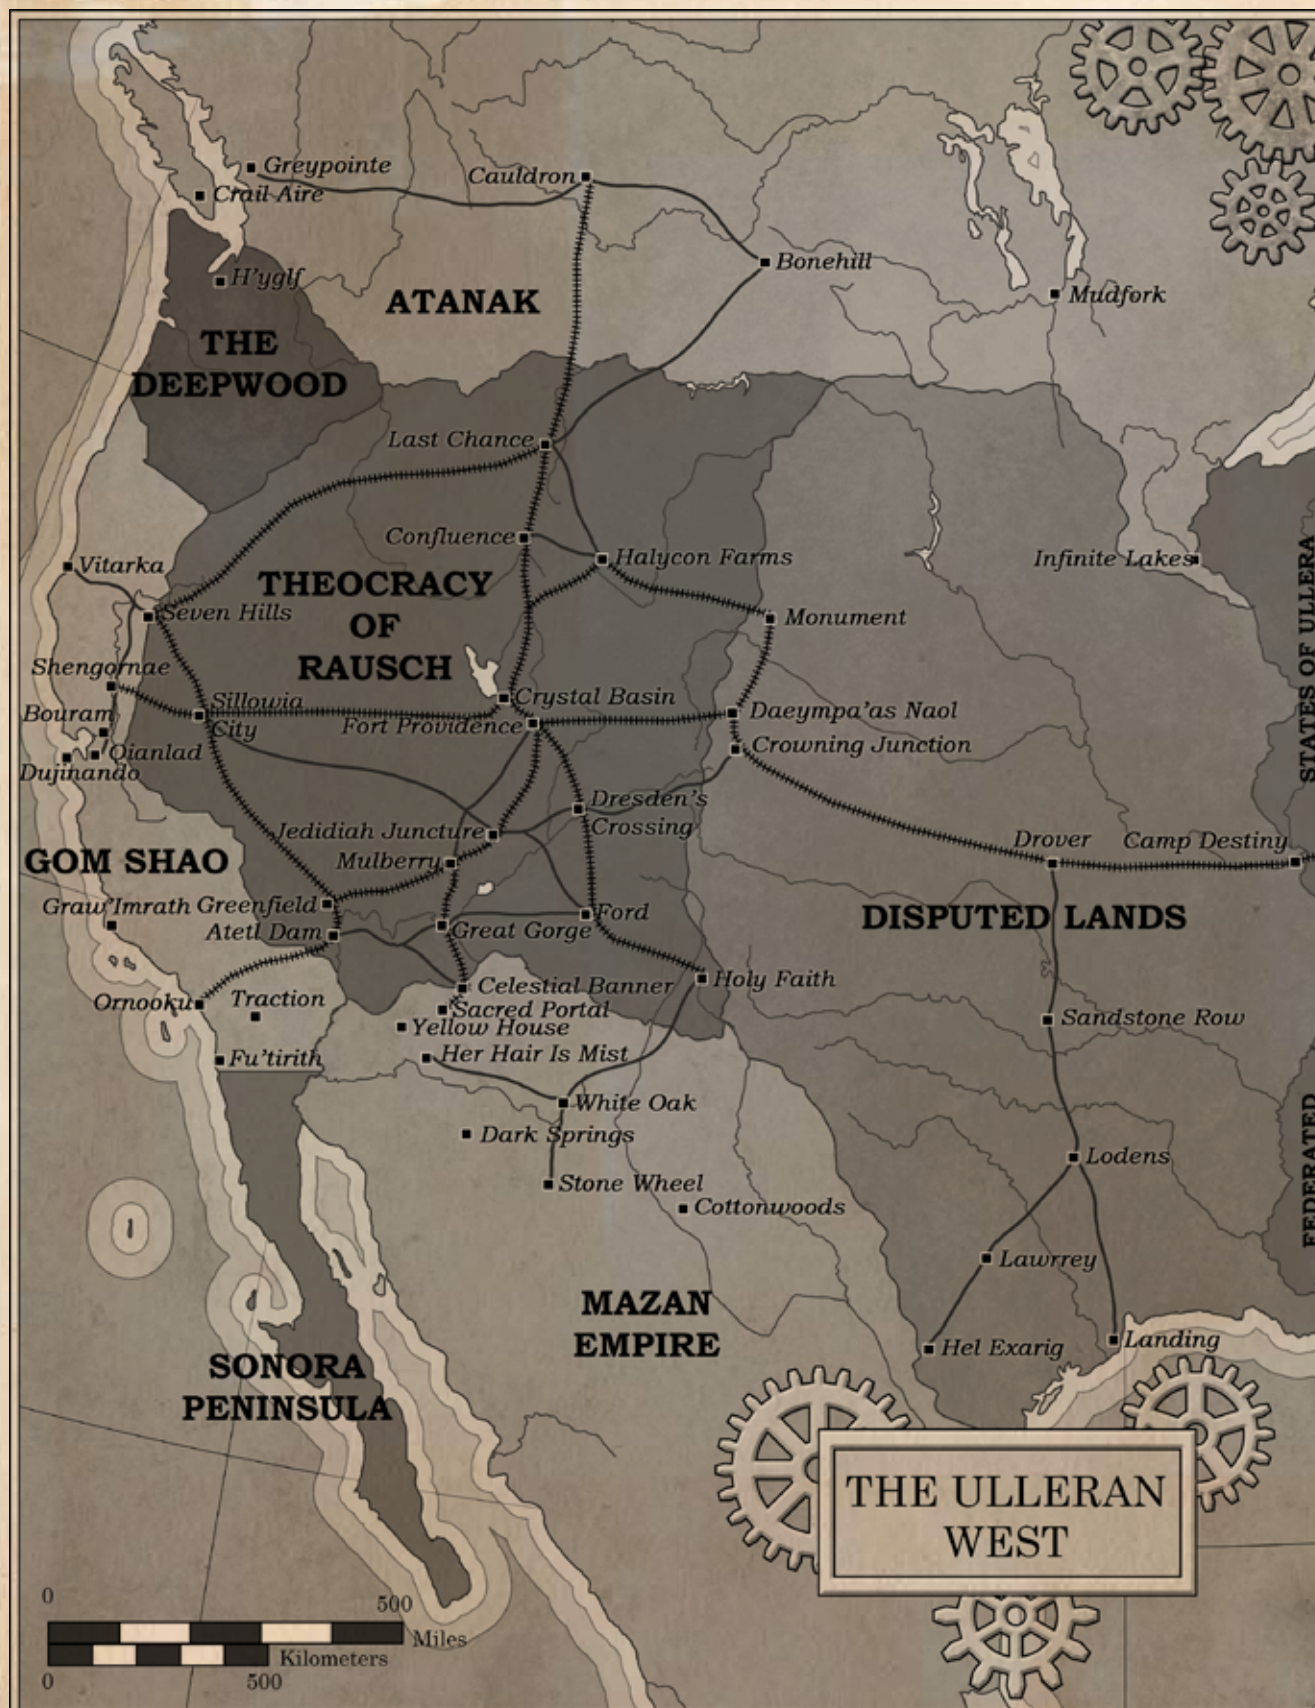 Greypointe
Cauldron
Crail Aire
Bonehill
H'yglf
Mudfork
ATANAK
THE
DEEPWOOD
Last Chance
Confluence
Halycon Farms
Infinite Lakes
Vitarka
THEOCRACY
OF
RAUSCH
Seven Hills
Monument
STATES OF ULLERA
Shengornae
Crystal Basin
Sillowia
City
Bouram
Fort Providence
Daeympa'as Naol
Crowning Junction
Qianlad
Dujinando
Dresden's
Crossing
Jedidiah Juncture
Drover
Camp Destiny
Mulberry
GOM SHAO
Graw'Imrath
Greenfield
Ford
DISPUTED LANDS
Atetl Dam
Great Gorge
Celestial Banner
Holy Faith
Ornooku
Traction
Sacred Portal
Sandstone Row
Yellow House
Fu'tirith
Her Hair Is Mist
White Oak
FEDERATED
Dark Springs
Lodens
Stone Wheel
Cottonwoods
Lawrrey
MAZAN
EMPIRE
Hel Exarig
Landing
SONORA
PENINSULA
THE ULLERAN
WEST
0
500
Miles
Kilometers
0
500